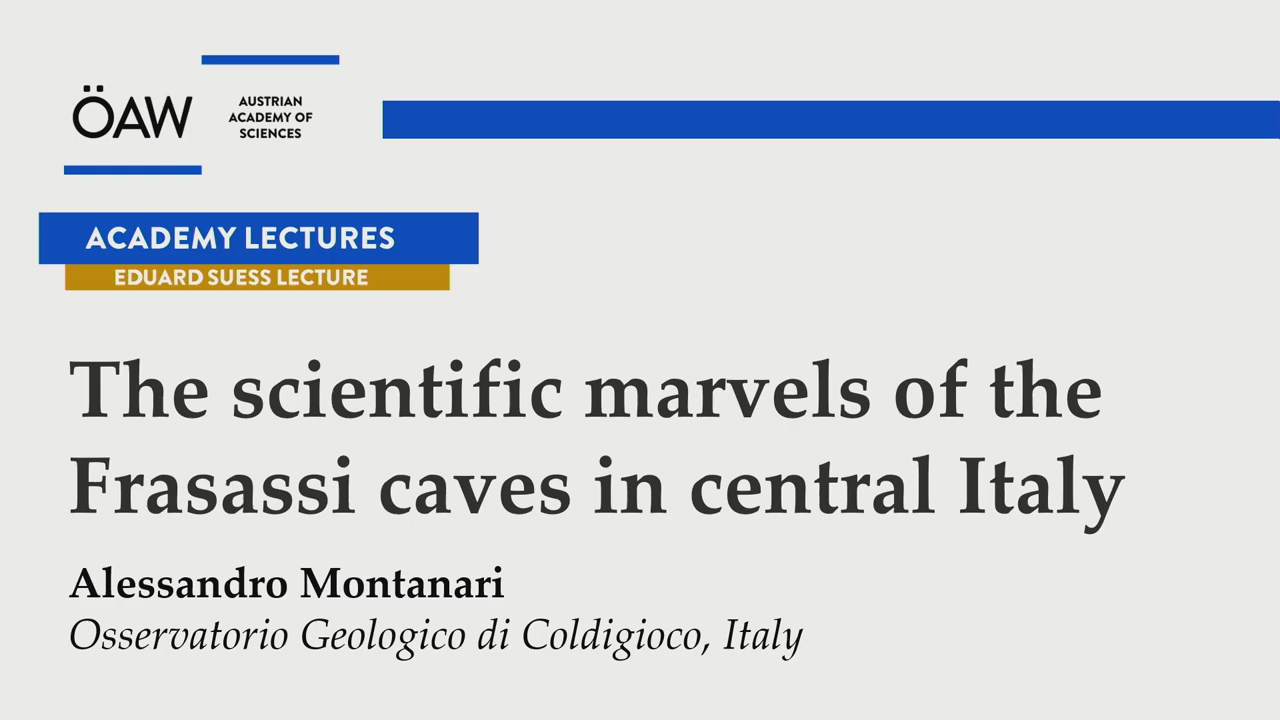 ÖAW
AUSTRIAN
ACADEMY OF
SCIENCES
ACADEMY LECTURES
EDUARD SUESS LECTURE
The scientific marvels of the
Frasassi caves in central Italy
Alessandro Montanari
Osservatorio Geologico di Coldigioco, Italy